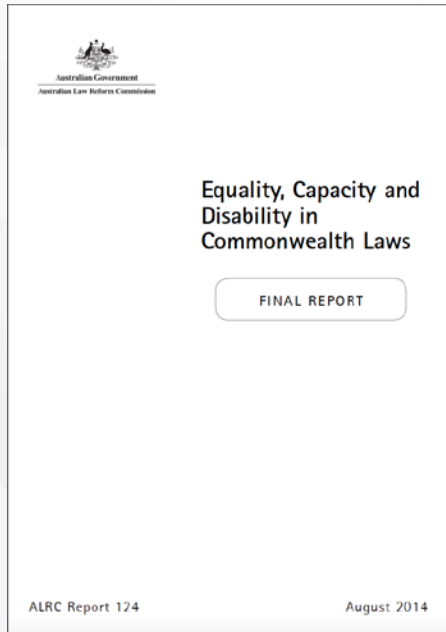 Australian Government
Australian Law Reform Commission
Equality, Capacity and
Disability in
Commonwealth Laws
FINAL REPORT
ALRC Report 124
August 2014